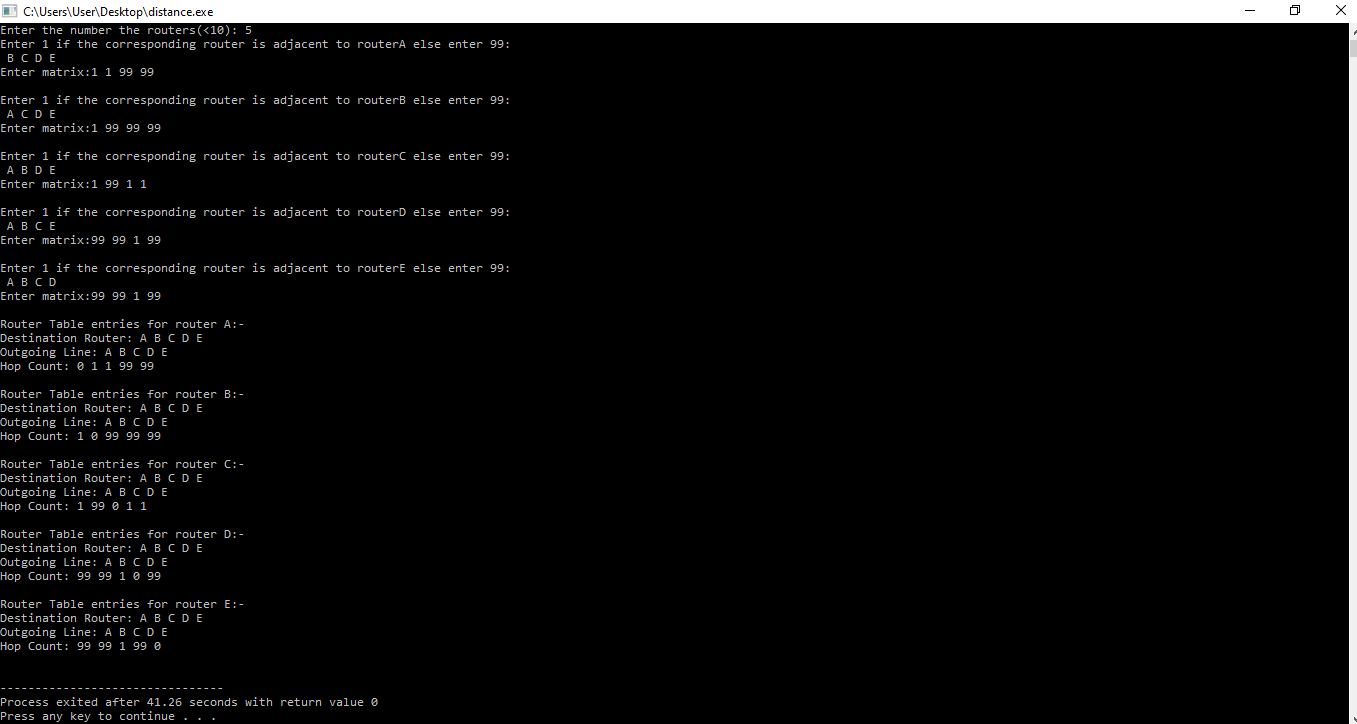 C:\Users\User\Desktop\distance.exe
Enter the number the routers(<10): 5
Enter 1 if the corresponding router is adjacent to routerA else enter 99:
B C D E
Enter matrix:1 1 99 99
Enter 1 if the corresponding router is adjacent to routerB else enter 99:
A C D E
Enter matrix:1 99 99 99
Enter 1 if the corresponding router is adjacent to routerC else enter 99:
A B D E
Enter matrix:1 99 1 1
Enter 1 if the corresponding router is adjacent to routerD else enter 99:
A B C E
Enter matrix:99 99 1 99
Enter 1 if the corresponding router is adjacent to routerE else enter 99:
A B C D
Enter matrix:99 99 1 99
Router Table entries for router A:-
Destination Router: A B C D E
Outgoing Line: A B C D E
Hop Count: 0 1 1 99 99
Router Table entries for router B:-
Destination Router: A B C D E
Outgoing Line: A B C D E
Hop Count: 1 0 99 99 99
Router Table entries for router C:-
Destination Router: A B C D E
Outgoing Line: A B C D E
Hop Count: 1 99 0 1 1
Router Table entries for router D:-
Destination Router: A B C D E
Outgoing Line: A B C D E
Hop Count: 99 99 1 0 99
Router Table entries for router E:-
Destination Router: A B C D E
Outgoing Line: A B C D E
Hop Count: 99 99 1 99 0
--------------------------------
Process exited after 41.26 seconds with return value 0
Press any key to continue . . .